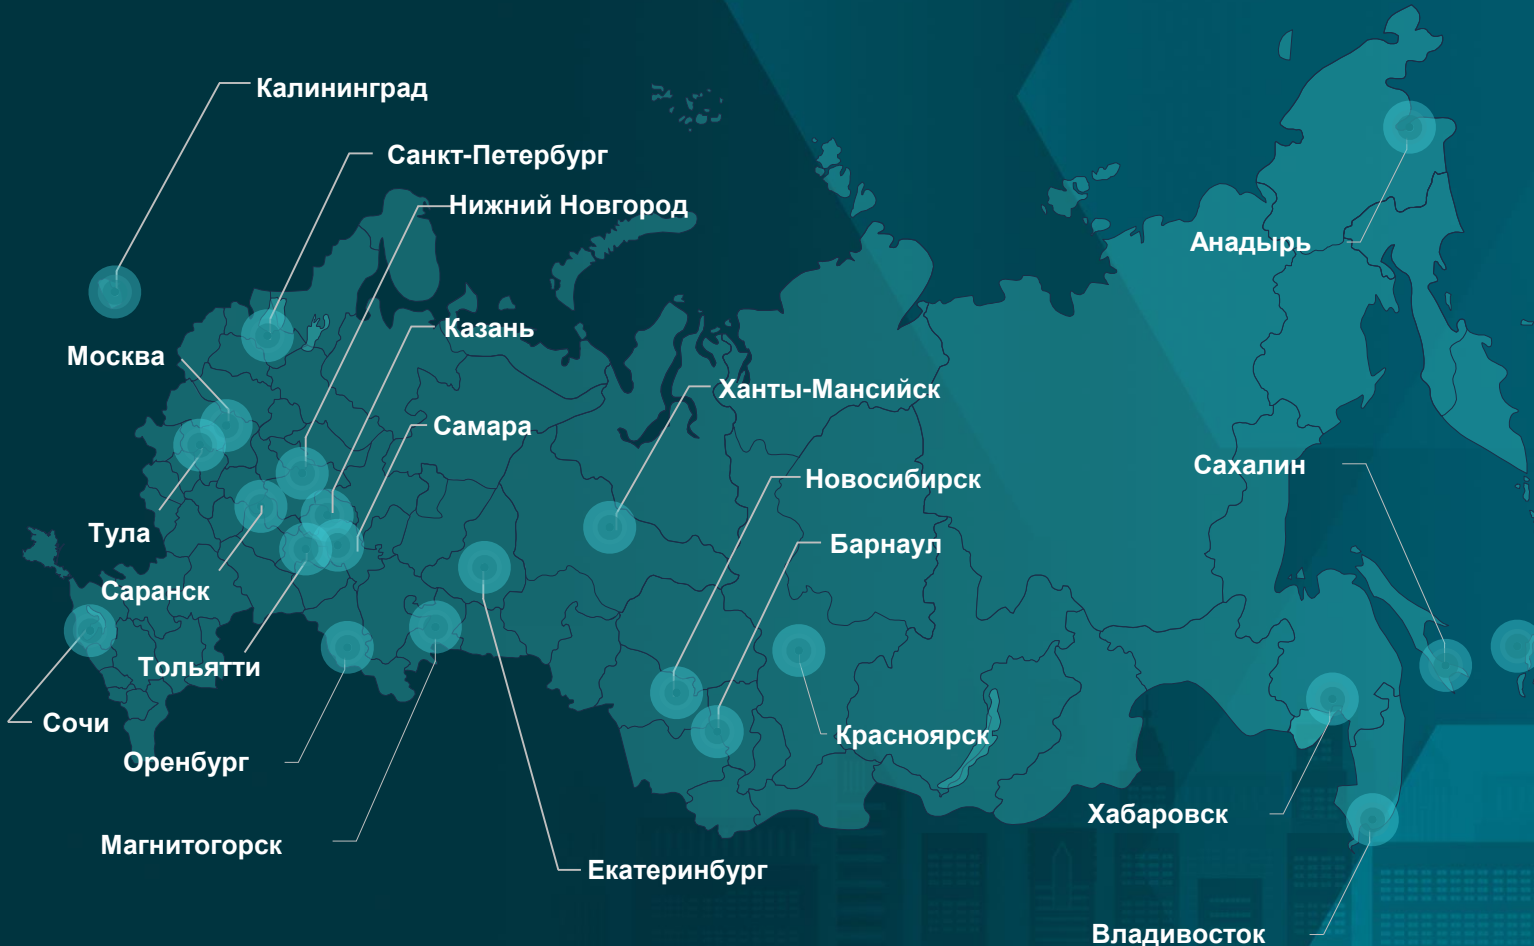 Калининград
Санкт-Петербург
Нижний Новгород
Анадырь
Казань
Москва
Ханты-Мансийск
Самара
Сахалин
Новосибирск
Тула
Барнаул
Саранск
Тольятти
Сочи
Красноярск
Оренбург
Хабаровск
Магнитогорск
Екатеринбург
Владивосток